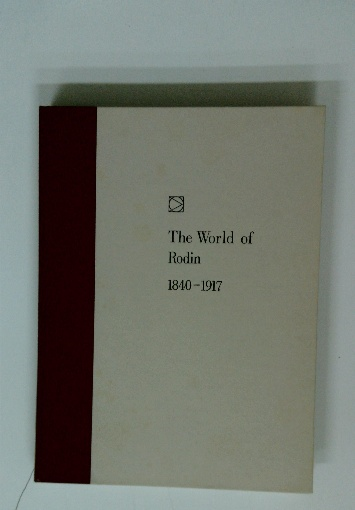 The World of
Rodin
1840-1917